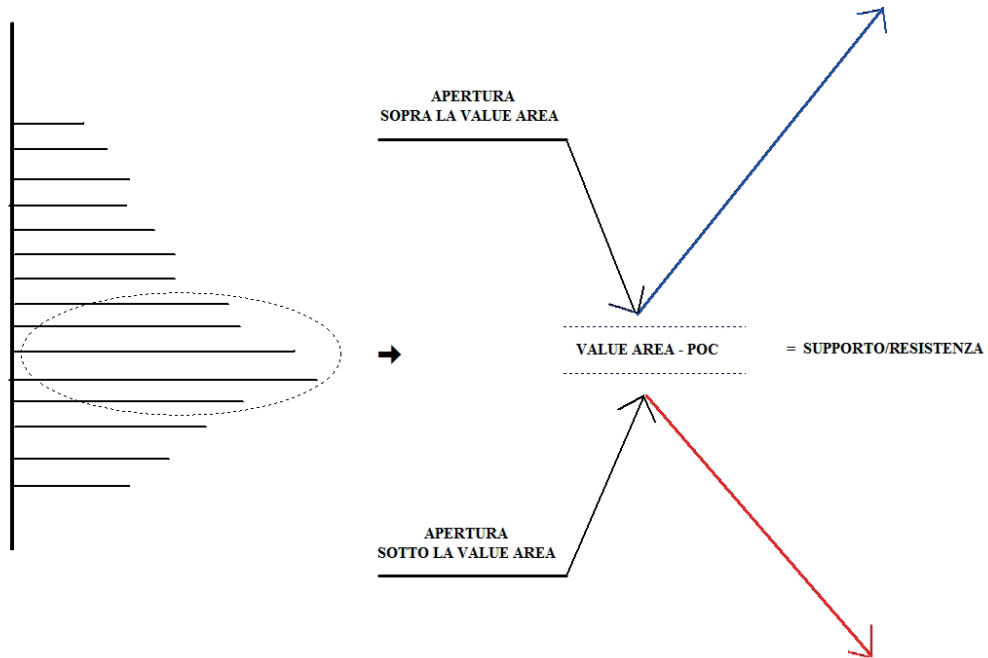 APERTURA
SOPRA LA VALUE AREA
VALUE AREA - POC
= SUPPORTO/RESISTENZA
APERTURA
SOTTO LA VALUE AREA